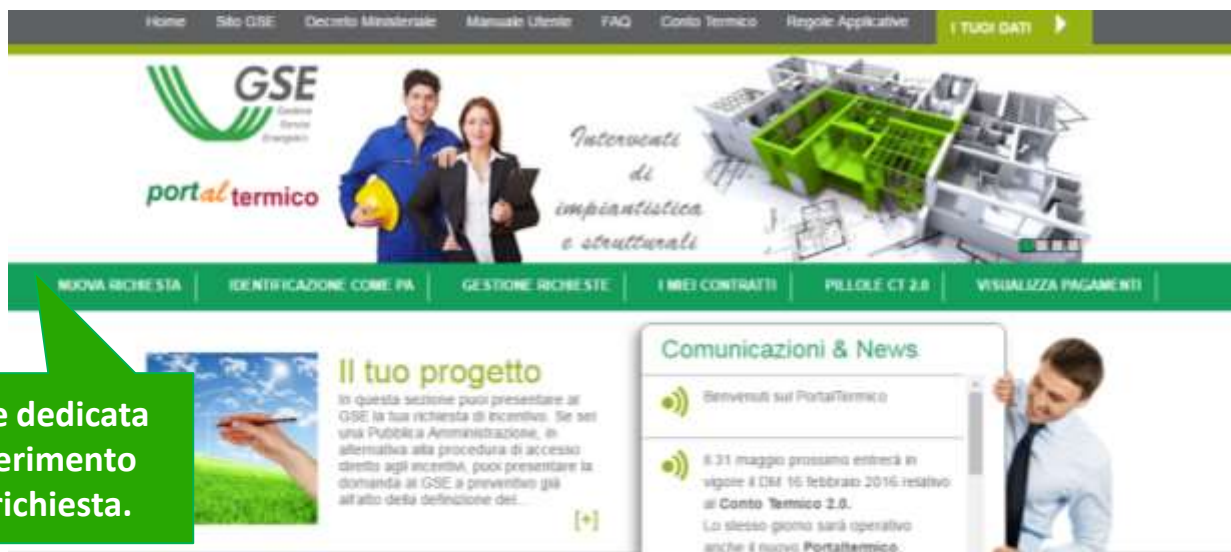 Home Sito GSE Decreto Ministeriale Manuale Utente FAQ Conto Termico Regole Applicative I TUOI DATI
GSE
Gestore
Servizi
Energetici
portaltermico
Interventi
di
impiantistica
e strutturali
NUOVA RICHIESTA IDENTIFICAZIONE COME PA GESTIONE RICHIESTE I MIEI CONTRATTI PILLOLE CT 2.0 VISUALIZZA PAGAMENTI
e dedicata
erimento
richiesta.
Il tuo progetto
In questa sezione puoi presentare al
GSE la tua richiesta di incentivo. Se sei
una Pubblica Amministrazione, in
alternativa alla procedura di accesso
diretto agli incentivi, puoi presentare la
domanda al GSE a preventivo già
all'atto della definizione del...
[+]
Comunicazioni & News
Benvenuti sul PortalTermico
Il 31 maggio prossimo entrerà in
vigore il DM 16 febbraio 2016 relativo
al Conto Termico 2.0.
Lo stesso giorno sarà operativo
anche il nuovo Portaltermico